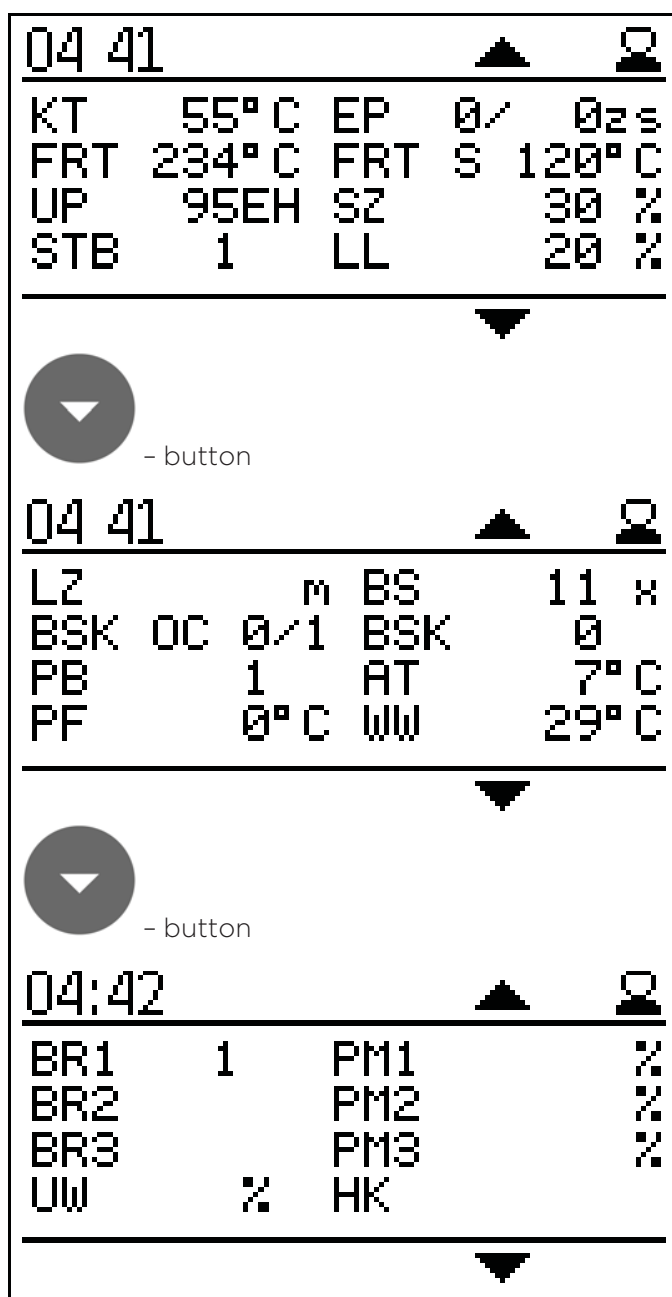 04 41
KT 55°C EP 0/ 0zs
FRT 234°C FRT S 120°C
UP 95EH SZ 30 %
STB 1 LL 20 %
– button
04 41
LZ m BS 11 x
BSK OC 0/1 BSK 0
PB 1 AT 7°C
PF 0°C WW 29°C
– button
04:42
BR1 1 PM1 %
BR2 PM2 %
BR3 PM3 %
UW % HK